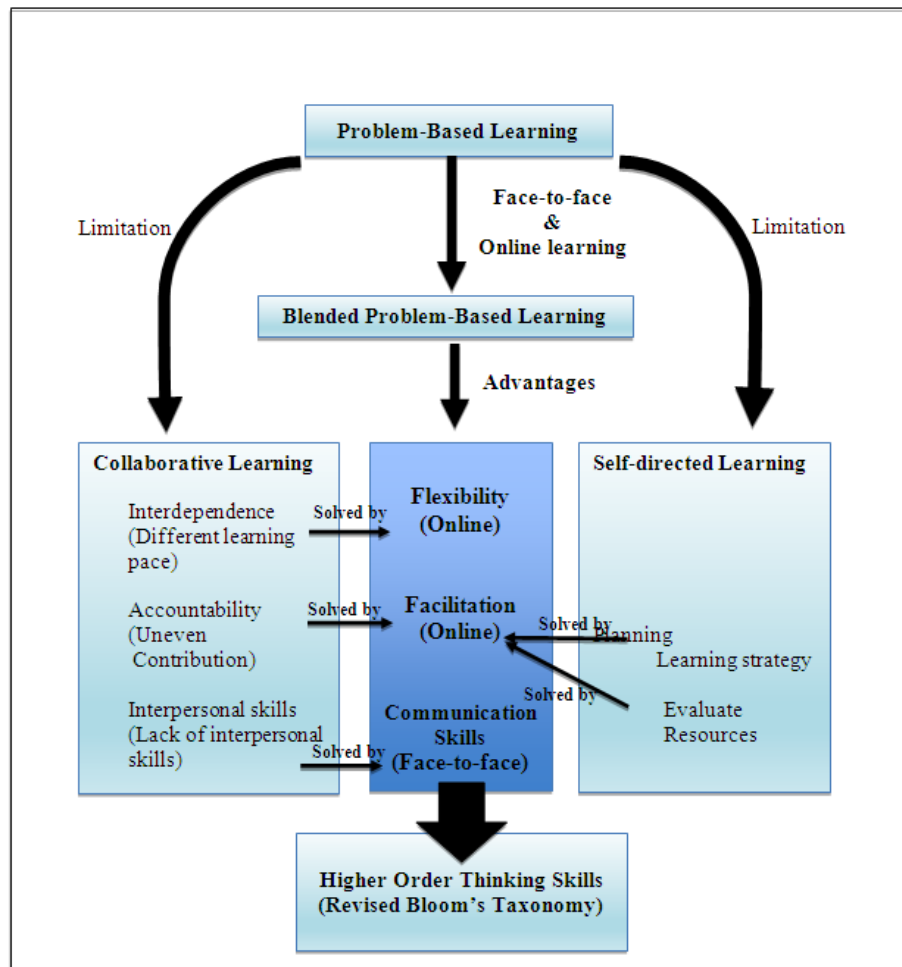 Problem-Based Learning
Face-to-face
&
Online learning
Limitation
Limitation
Blended Problem-Based Learning
Advantages
Collaborative Learning
Interdependence
(Different learning
pace)
Accountability
(Uneven
Contribution)
Interpersonal skills
(Lack of interpersonal
skills)
Solved by
Solved by
Solved by
Flexibility
(Online)
Facilitation
(Online)
Communication
Skills
(Face-to-face)
Self-directed Learning
Solved by
Planning
Learning strategy
Solved by
Evaluate
Resources
Higher Order Thinking Skills
(Revised Bloom’s Taxonomy)